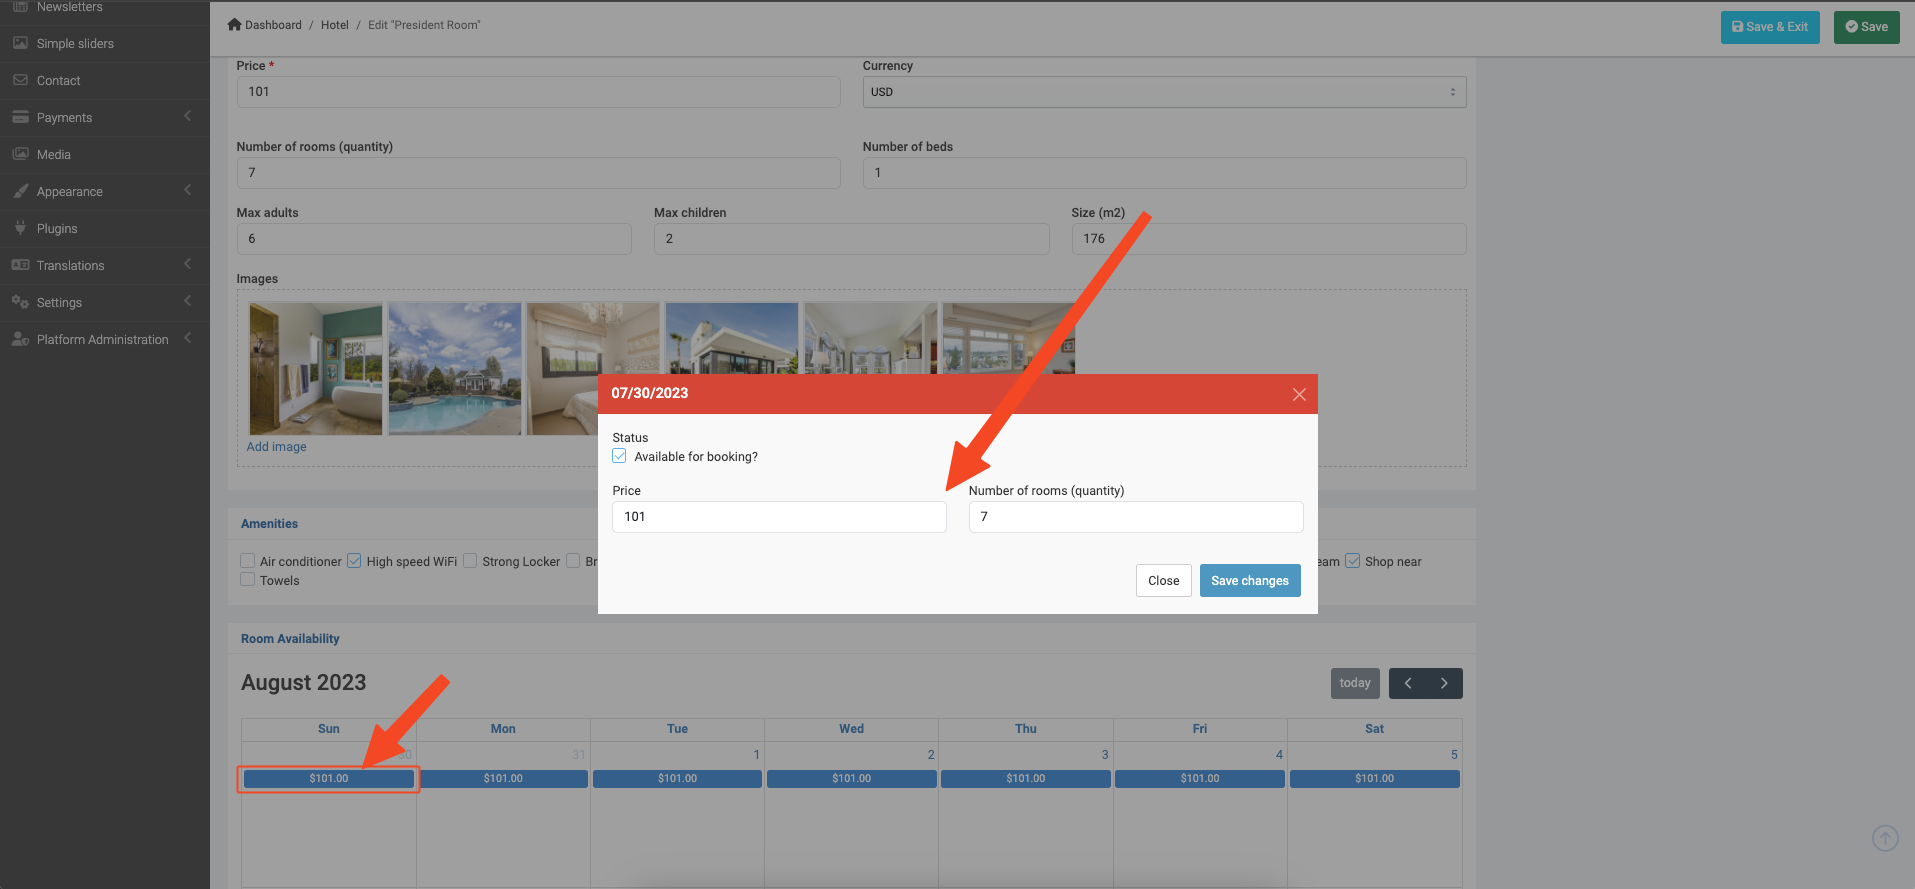 Newsletters
Simple sliders
Contact
Payments
Media
Appearance
Plugins
Translations
Settings
Platform Administration
Dashboard / Hotel / Edit "President Room"
Save & Exit
Save
Price *
Currency
101
USD
Number of rooms (quantity)
Number of beds
7
1
Max adults
Max children
Size (m2)
6
2
176
Images
Add image
07/30/2023
Status
Available for booking?
Price
Number of rooms (quantity)
101
7
Close
Save changes
Amenities
Air conditioner
High speed WiFi
Strong Locker
Br
eam
Shop near
Towels
Room Availability
August 2023
today
Sun Mon Tue Wed Thu Fri Sat
30 31 1 2 3 4 5
$101.00 $101.00 $101.00 $101.00 $101.00 $101.00 $101.00